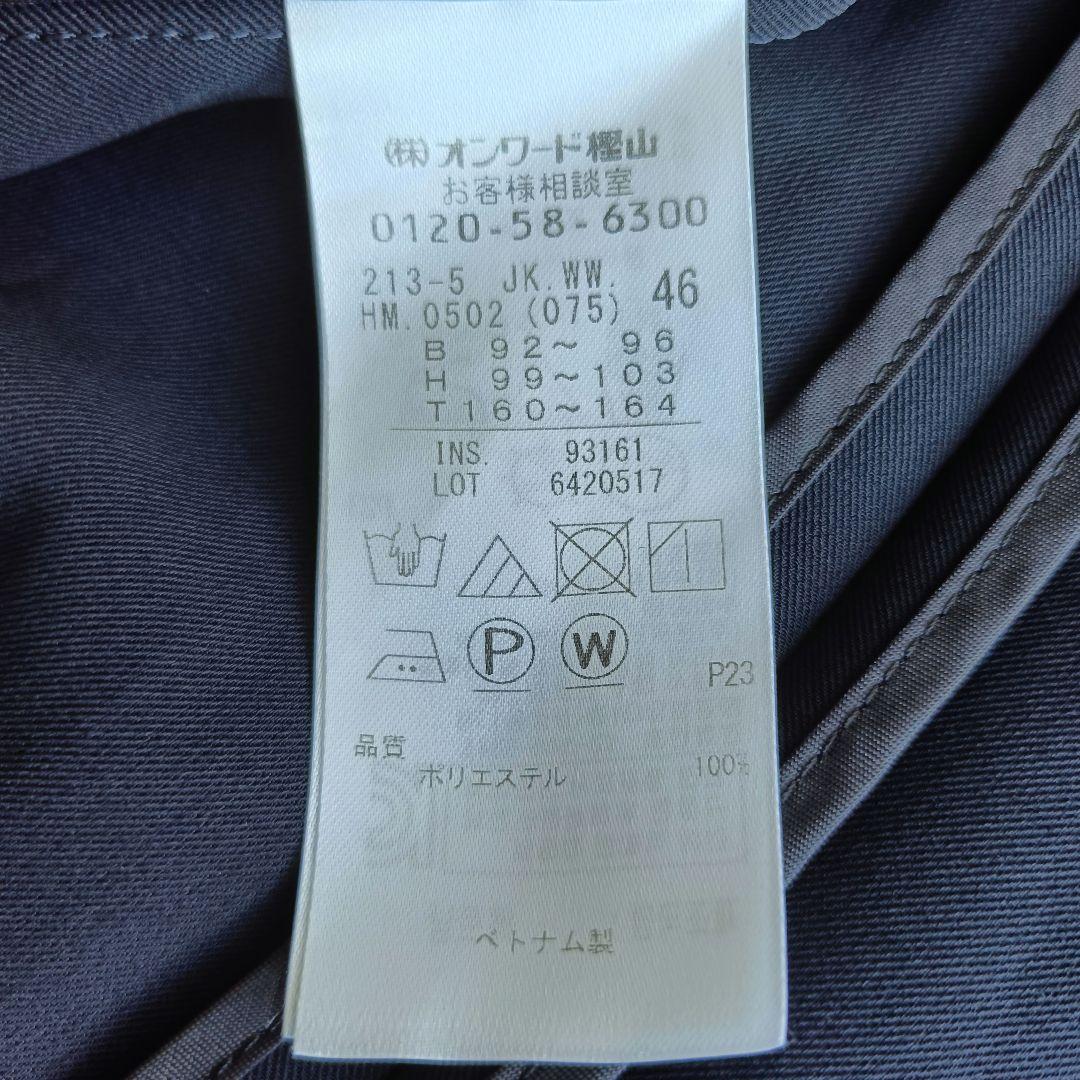 (株)オンワード樫山
お客様相談室
0120-58-6300
213-5 JK.WW. 46
HM.0502 (075)
B 92～ 96
H 99～103
T160～164
INS. 93161
LOT 6420517
P W
P23
品質
ポリエステル 100%
ベトナム製